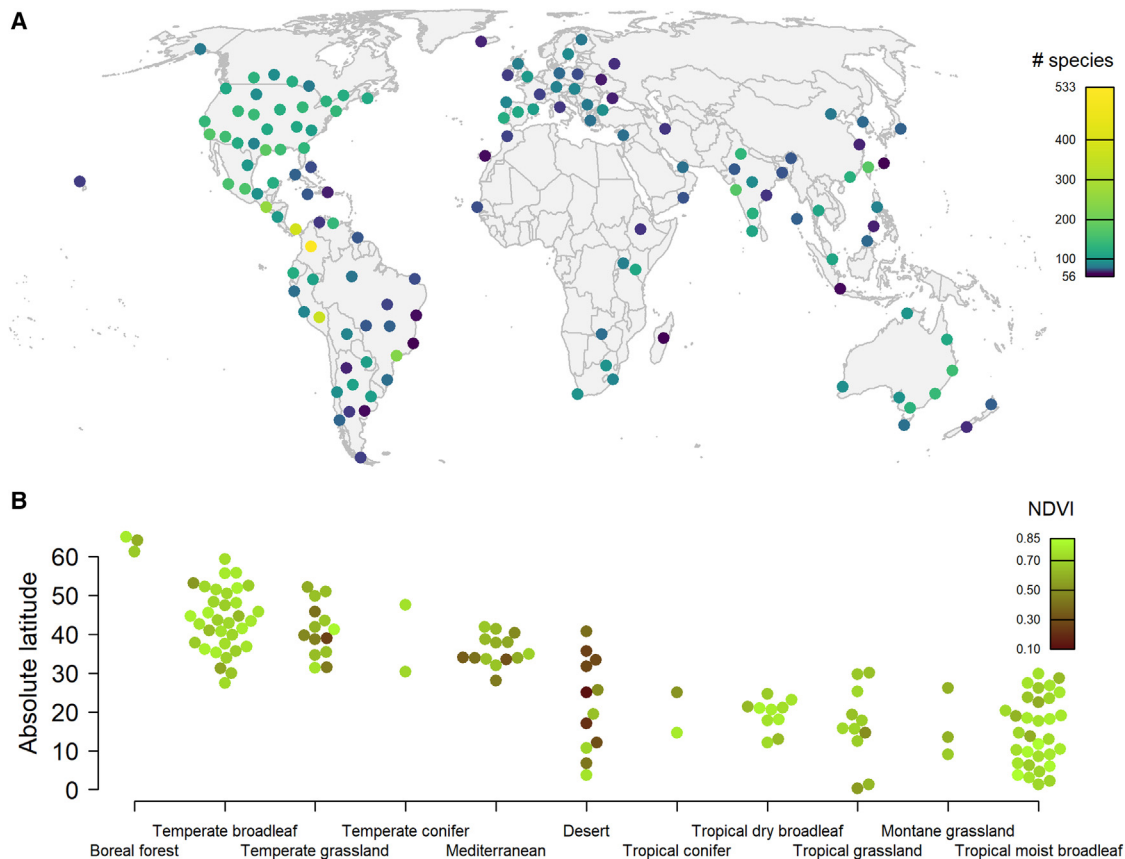 A
# species
533
400
300
200
100
56
B
NDVI
0.85
0.70
0.50
0.30
0.10
Absolute latitude
60
50
40
30
20
10
0
Temperate broadleaf
Temperate conifer
Desert
Tropical dry broadleaf
Montane grassland
Boreal forest
Temperate grassland
Mediterranean
Tropical conifer
Tropical grassland
Tropical moist broadleaf